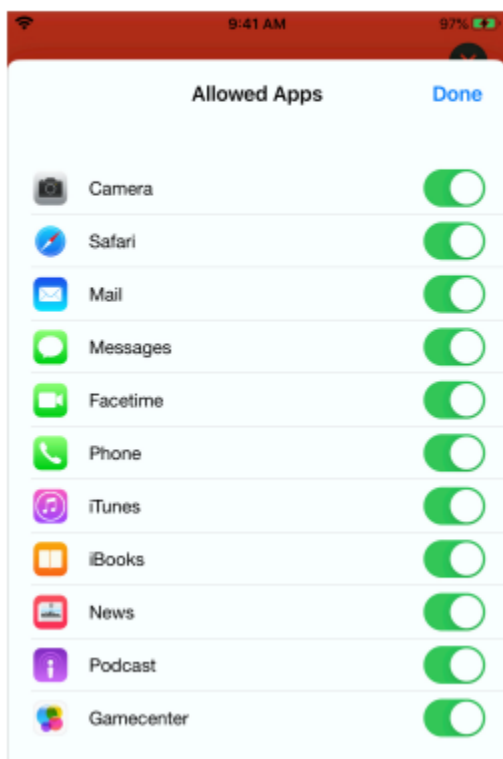 9:41 AM
97%
Allowed Apps
Done
Camera
Safari
Mail
Messages
Facetime
Phone
iTunes
iBooks
News
Podcast
Gamecenter